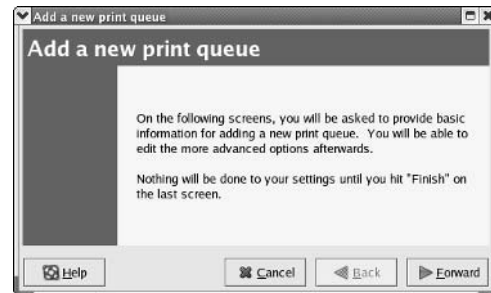 Add a new print queue
Add a new print queue
On the following screens, you will be asked to provide basic
information for adding a new print queue. You will be able to
edit the more advanced options afterwards.
Nothing will be done to your settings until you hit "Finish" on
the last screen.
Help
Cancel
Back
Forward